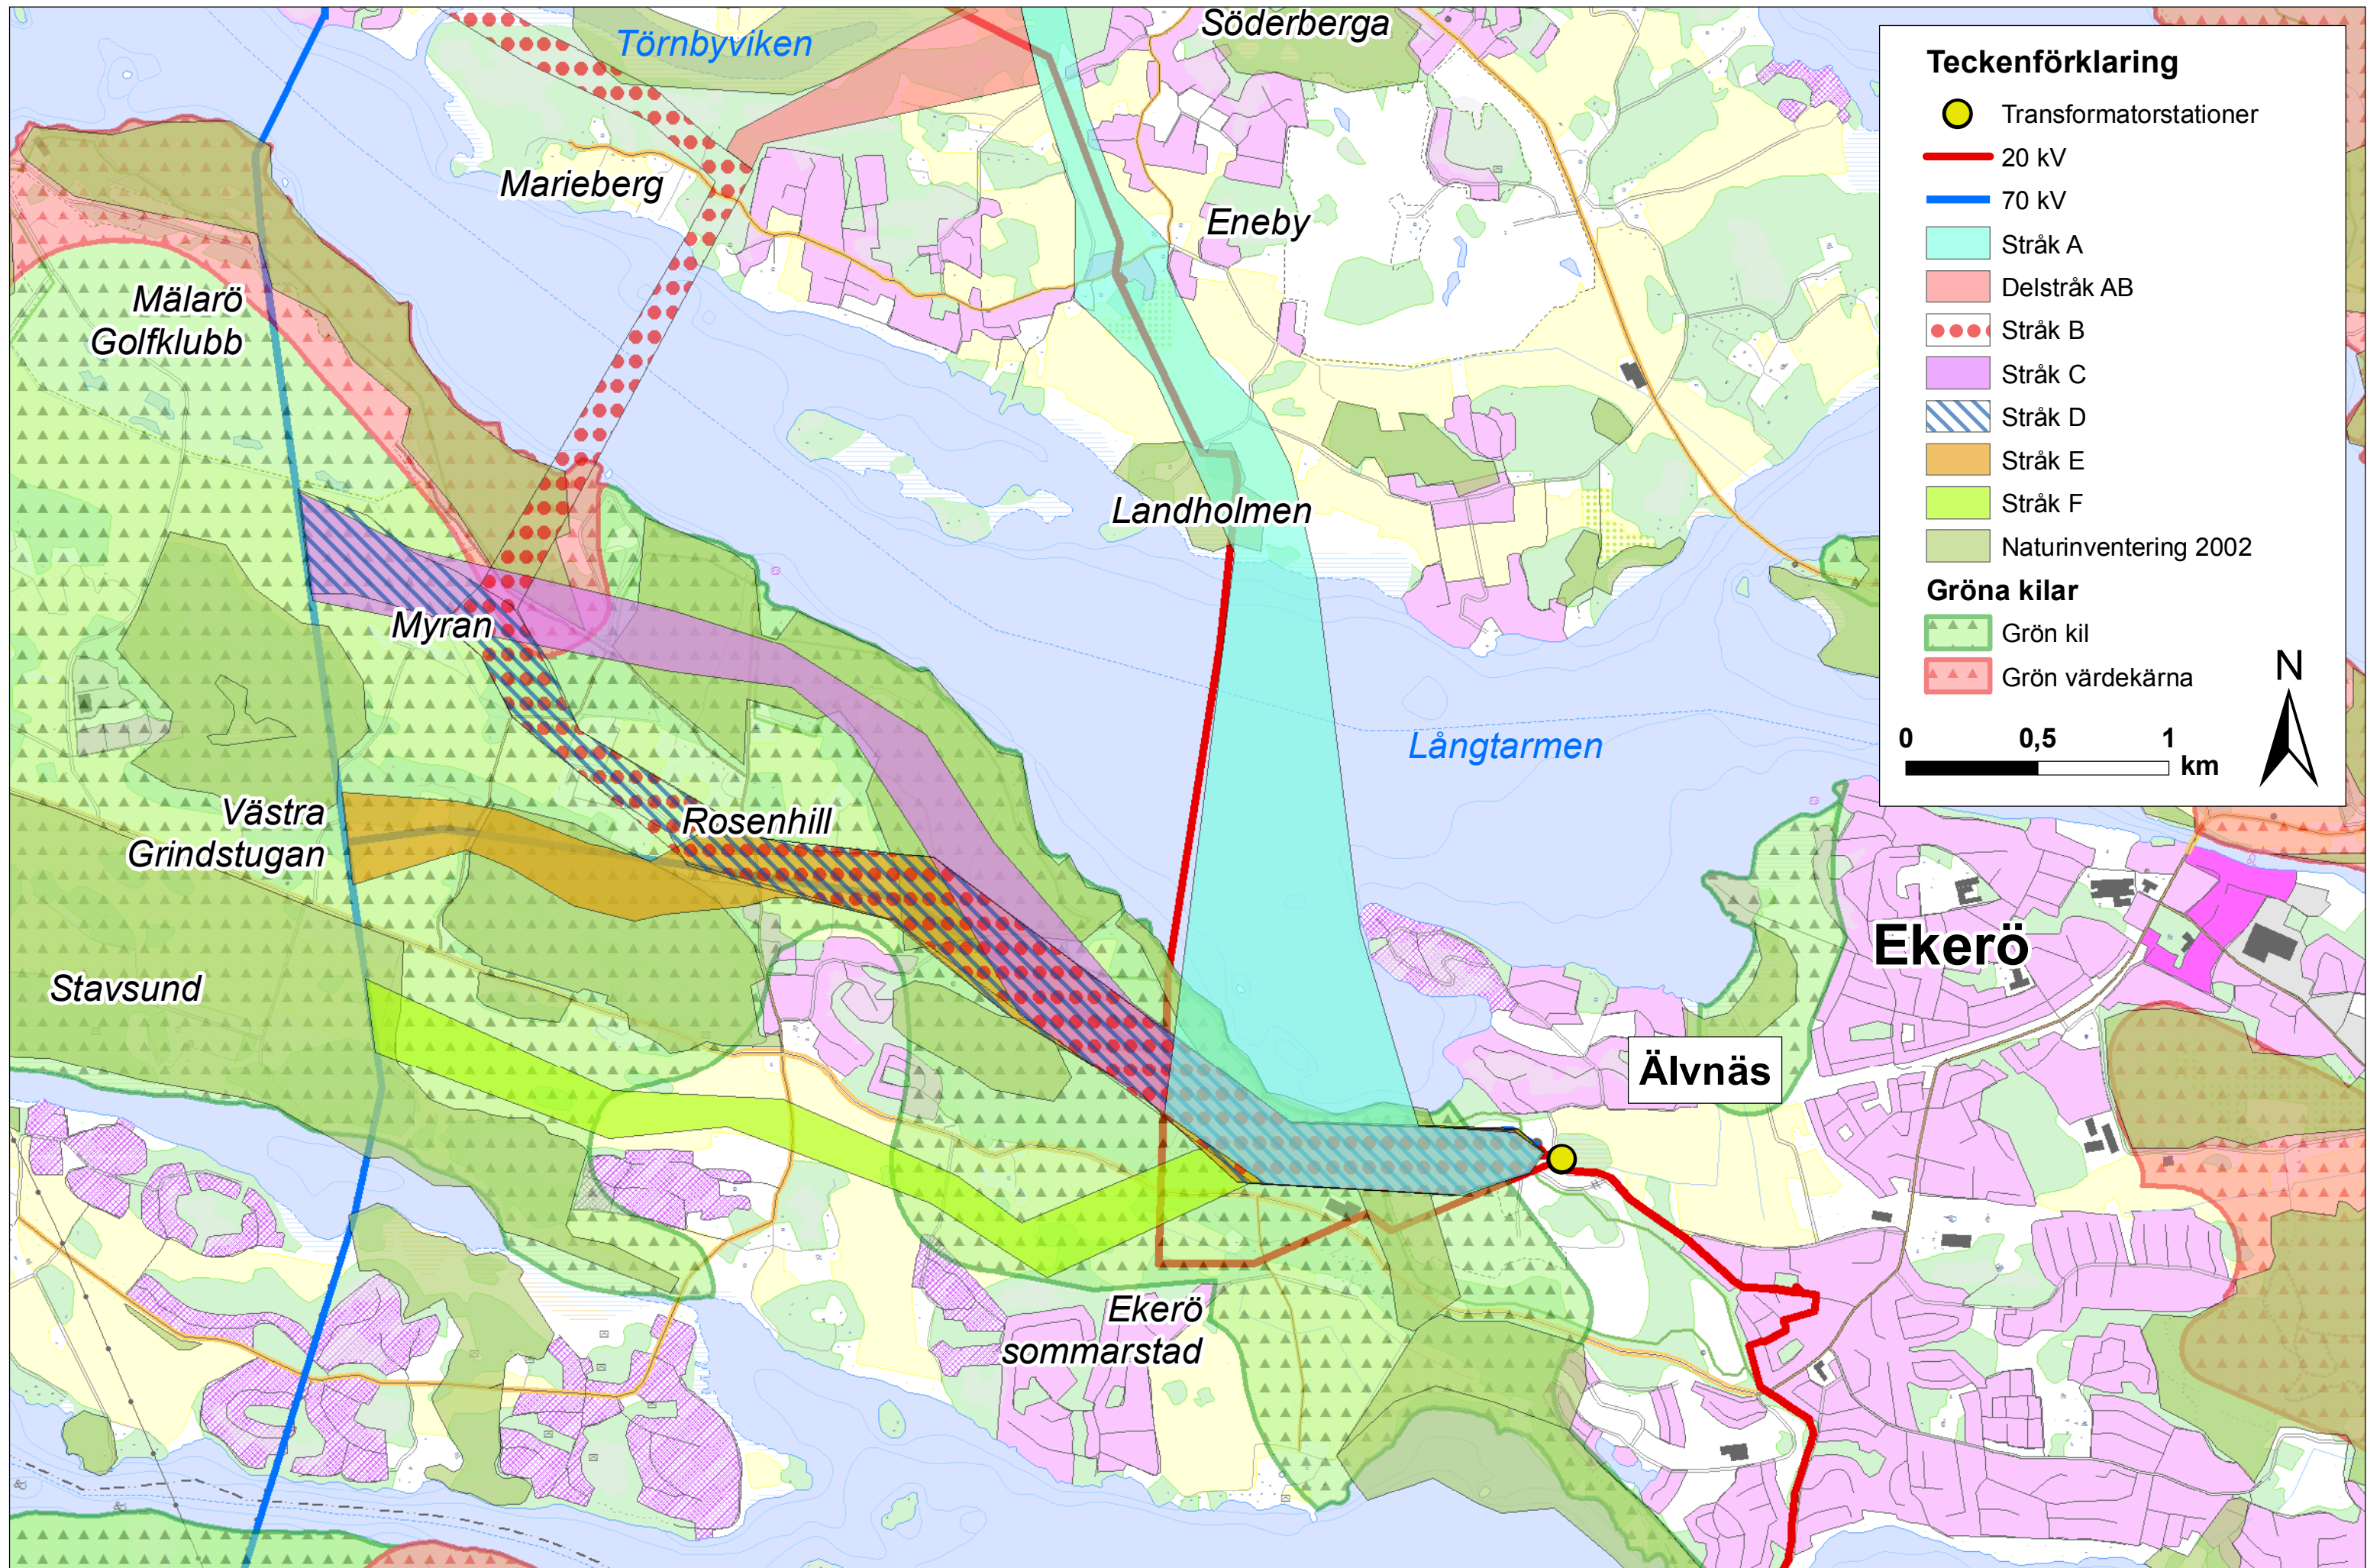 Söderberga
Törnbyviken
Marieberg
Eneby
Mälarö
Golfklubb
Landholmen
Myran
Långtarmen
Västra
Grindstugan
Rosenhill
Ekerö
Stavsund
Älvnäs
Ekerö
sommarstad
Teckenförklaring
Transformatorstationer
20 kV
70 kV
Stråk A
Delstråk AB
Stråk B
Stråk C
Stråk D
Stråk E
Stråk F
Naturinventering 2002
Gröna kilar
Grön kil
Grön värdekärna
N
0 0,5 1
km